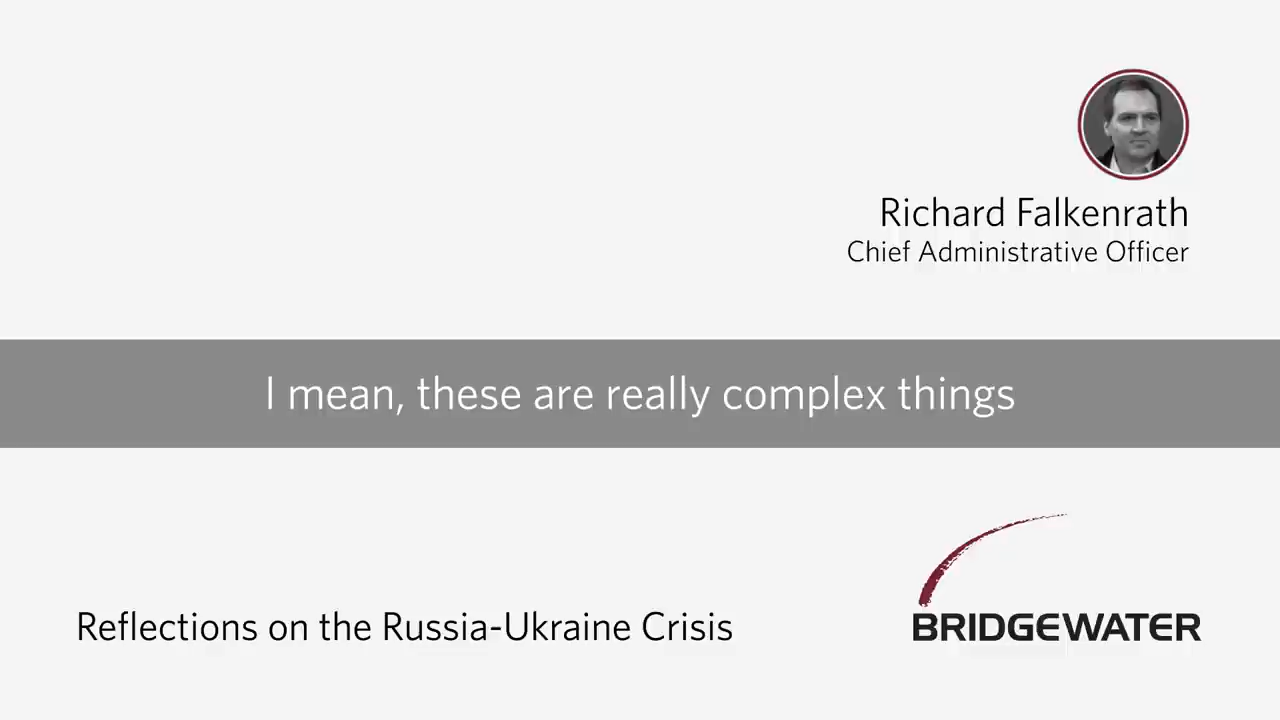 Richard Falkenrath
Chief Administrative Officer
I mean, these are really complex things
Reflections on the Russia-Ukraine Crisis
BRIDGEWATER